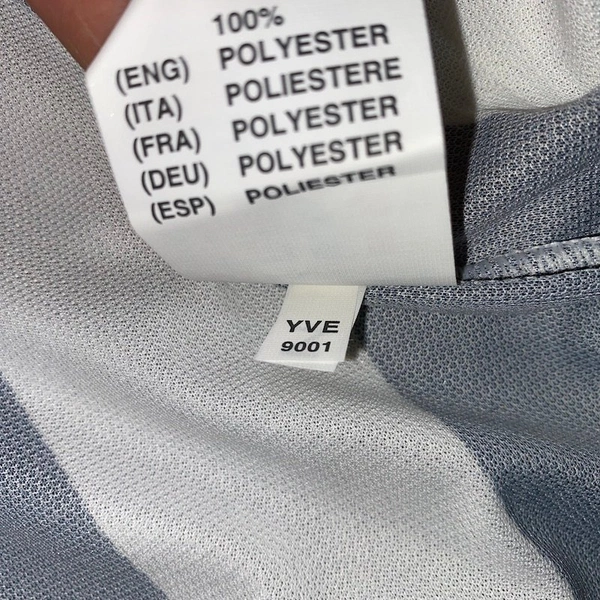 100%
(ENG) POLYESTER
(ITA) POLIESTERE
(FRA) POLYESTER
(DEU) POLYESTER
(ESP) POLIESTER
YVE
9001